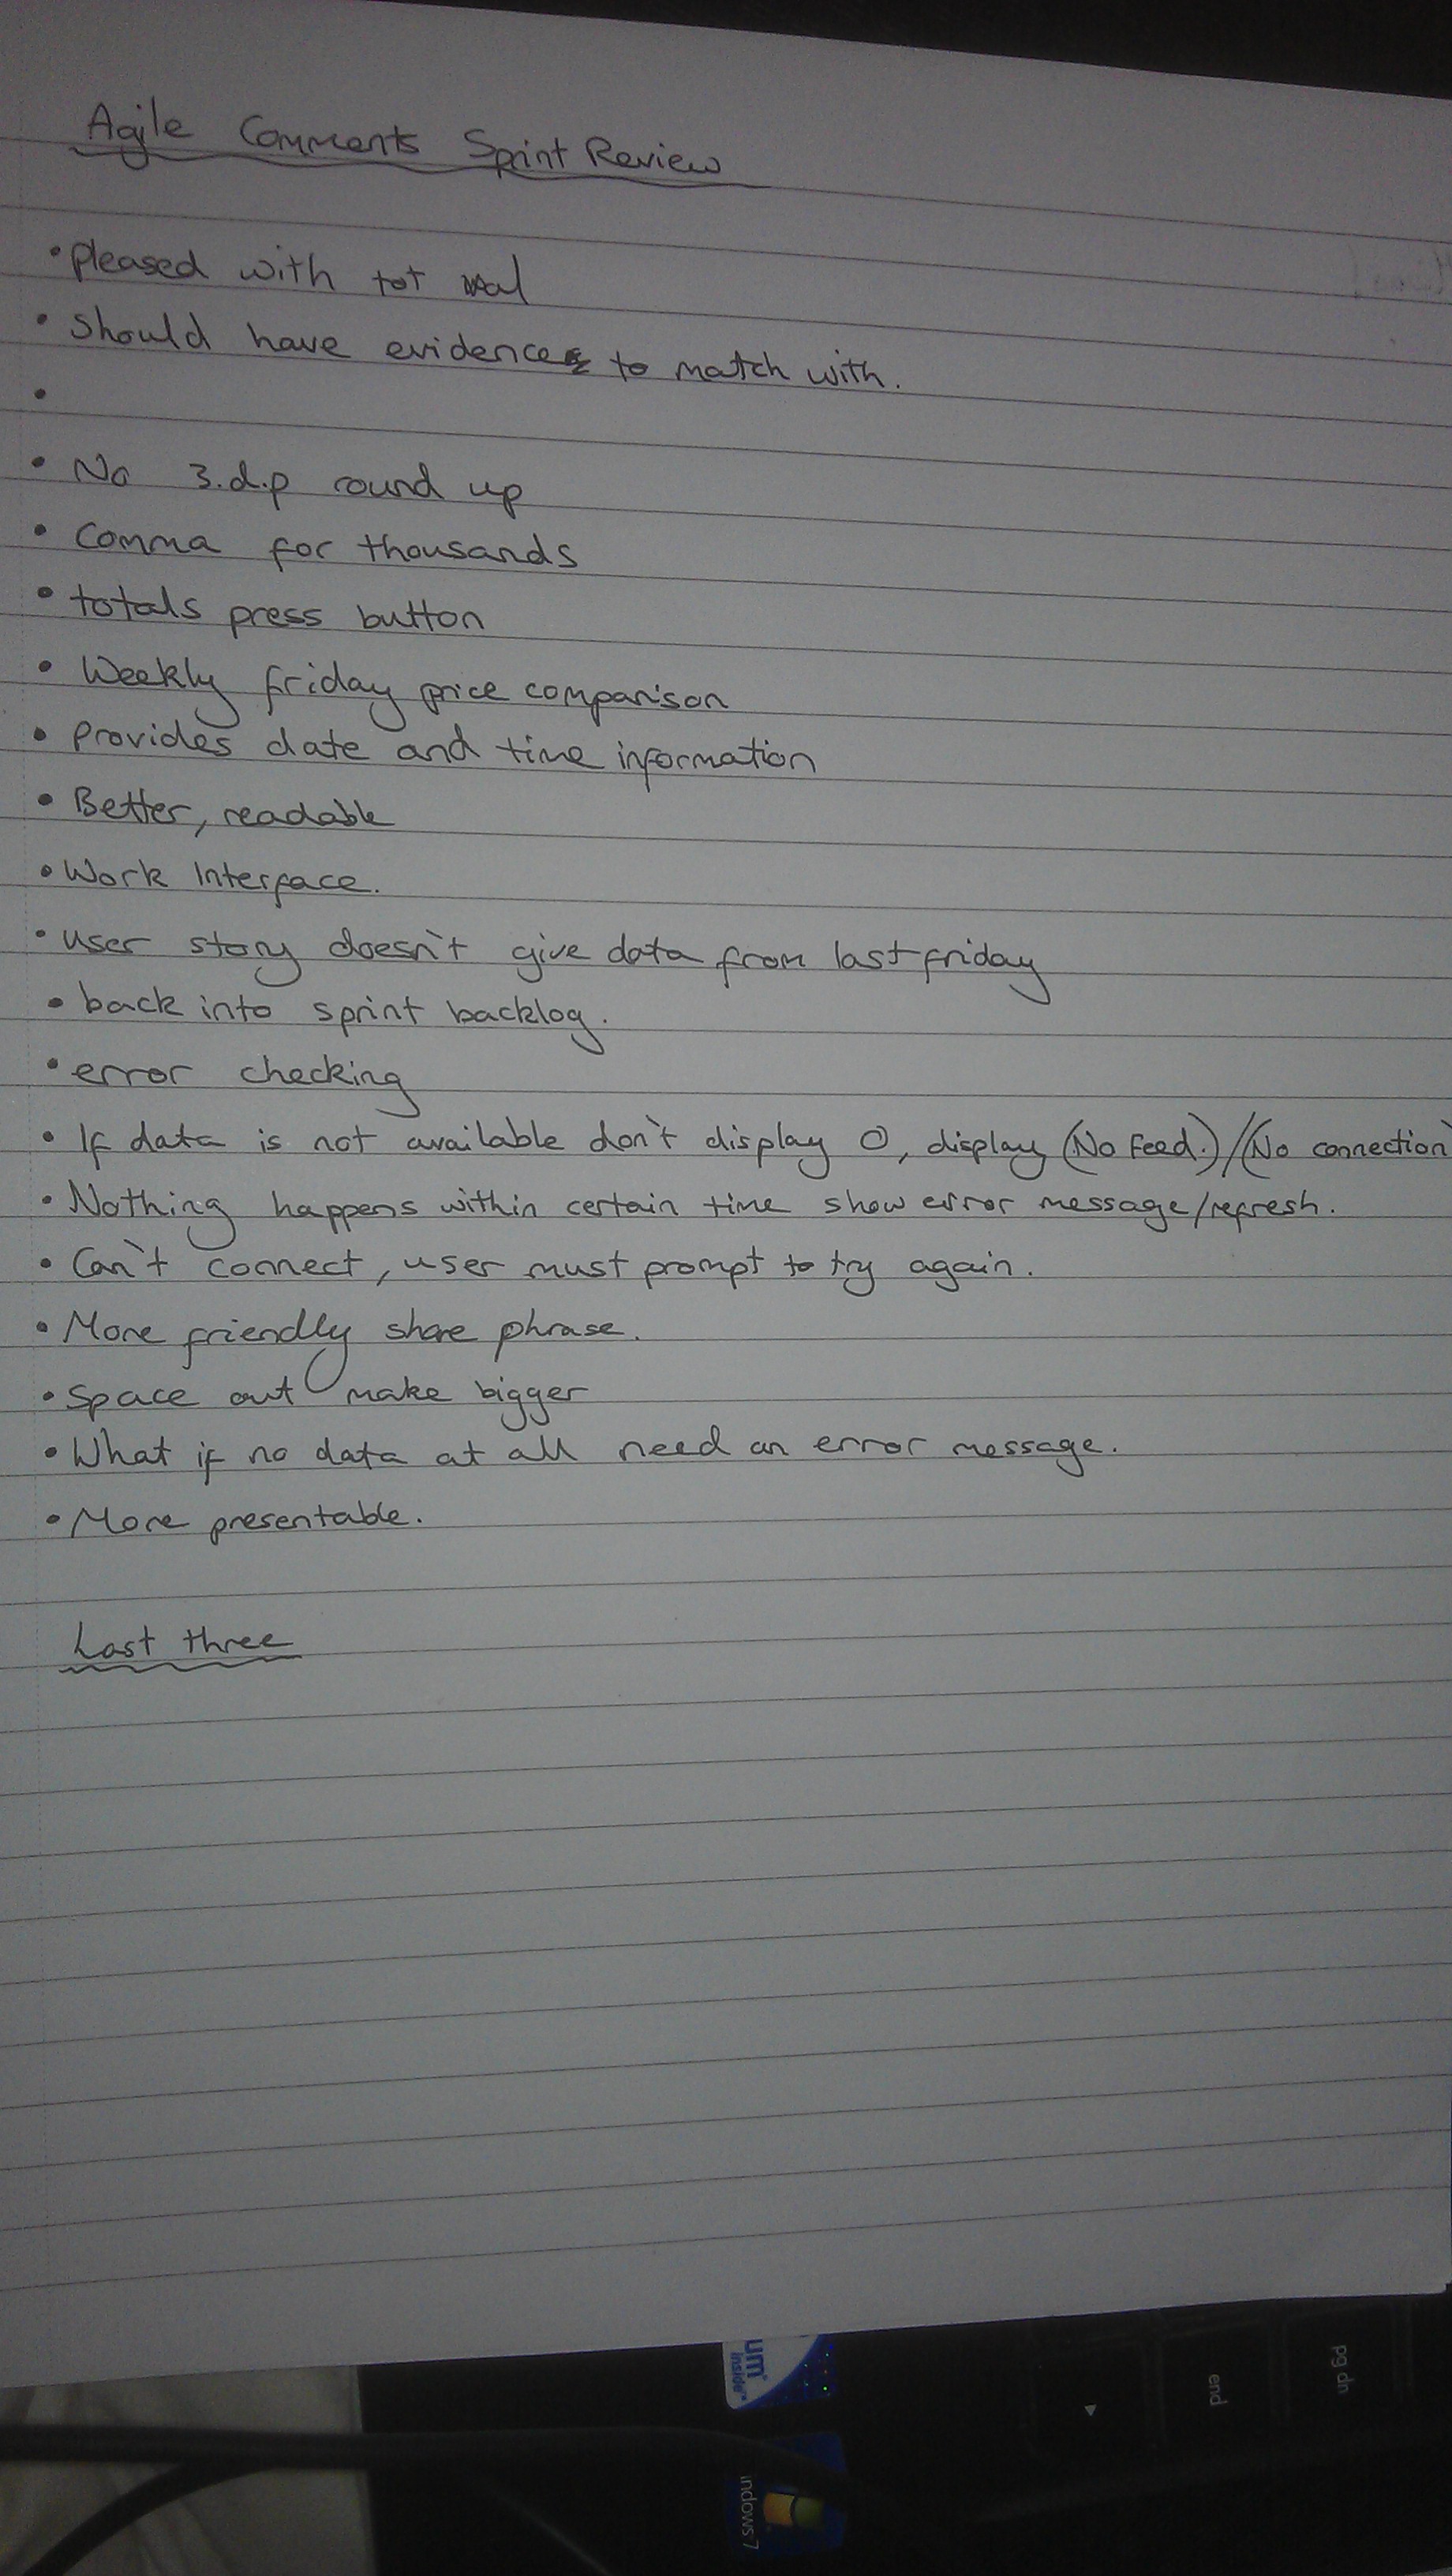 Agile Comments Sprint Review
• pleased with tot val
• should have evidence to match with.
•
• No 3.d.p round up
• Comma for thousands
• totals press button
• Weekly friday price comparison
• provides date and time information
• Better, readable
• Work Interface.
• user story doesn't give data from last friday
• back into sprint backlog.
• error checking
• If data is not available don't display 0, display (No Feed.)/(No connection)
• Nothing happens within certain time show error message/refresh.
• Can't connect, user must prompt to try again.
• More friendly share phrase.
• Space out make bigger
• What if no data at all need an error message.
• More presentable.
Last three
um
inside™
indows 7
end
pg dn